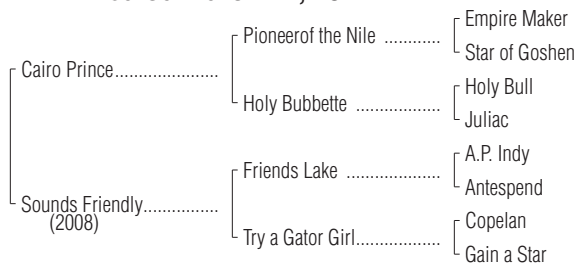 Empire Maker
Pioneerof the Nile ............
Star of Goshen
Cairo Prince......................
Holy Bull
Holy Bubbette ..................
Juliac
A.P. Indy
Friends Lake ....................
Antespend
Sounds Friendly................
(2008)
Copelan
Try a Gator Girl..................
Gain a Star